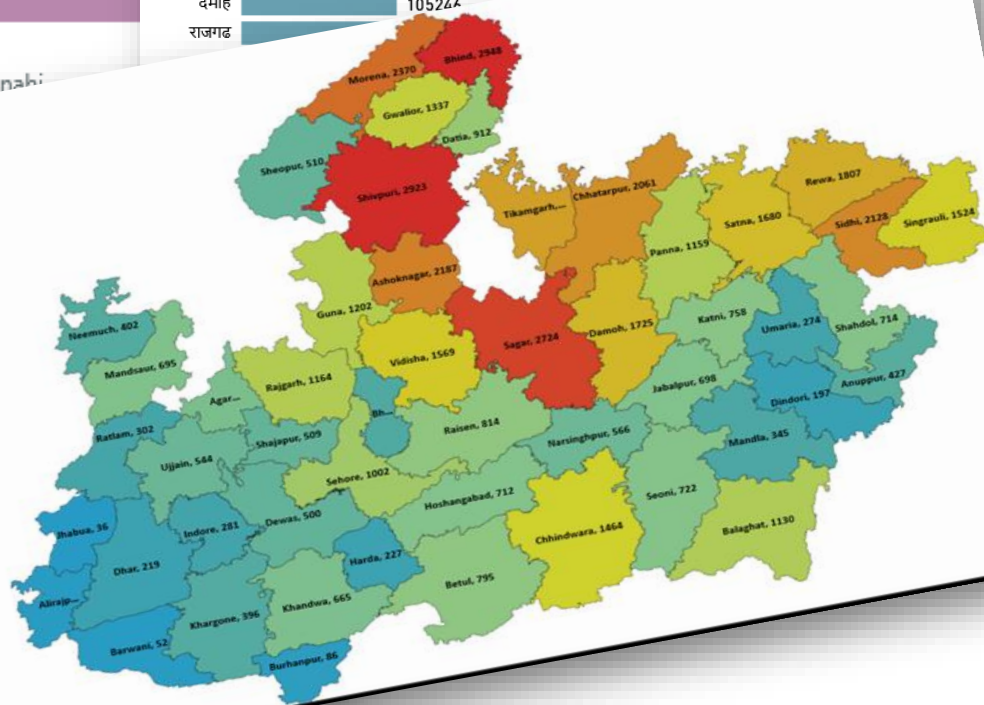 दमोह
105244
राजगढ
Bhind, 2948
Morena, 2370
Gwalior, 1337
Datia, 912
Sheopur, 510
Shivpuri, 2923
Tikamgarh,...
Chhatarpur, 2061
Rewa, 1807
Satna, 1680
Sidhi, 2128
Singrauli, 1524
Panna, 1159
Ashoknagar, 2187
Guna, 1202
Neemuch, 402
Mandsaur, 695
Vidisha, 1569
Sagar, 2724
Damoh, 1725
Katni, 758
Umaria, 274
Shahdol, 714
Agar...
Rajgarh, 1164
Bh...
Jabalpur, 698
Dindori, 197
Anuppur, 427
Ratlam, 302
Ujjain, 544
Shajapur, 509
Raisen, 814
Narsinghpur, 566
Mandla, 345
Sehore, 1002
Hoshangabad, 712
Seoni, 722
Jhabua, 36
Indore, 281
Dewas, 500
Chhindwara, 1464
Balaghat, 1130
Dhar, 219
Harda, 227
Betul, 795
Alirajp...
Khargone, 396
Khandwa, 665
Barwani, 52
Burhanpur, 86